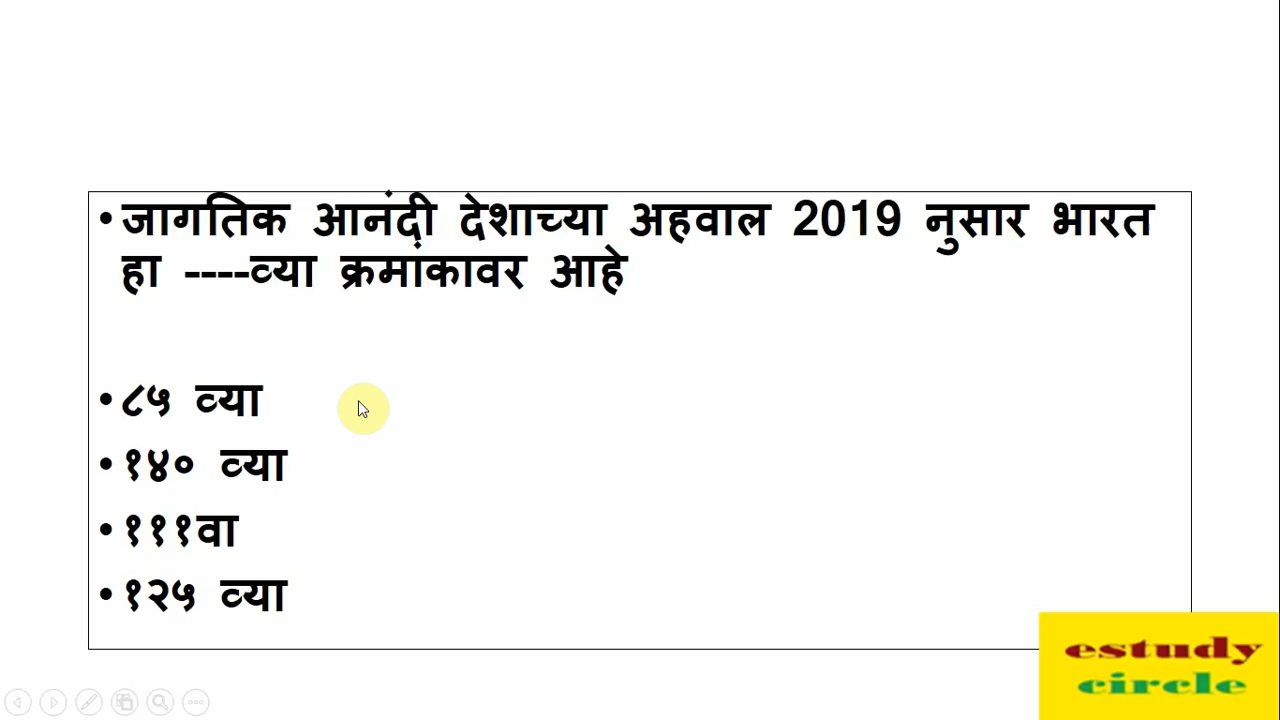 •जागतिक आनंदी देशाच्या अहवाल 2019 नुसार भारत
हा ----व्या क्रमांकावर आहे
•८५ व्या
•१४० व्या
•१११वा
•१२५ व्या
estudy
circle